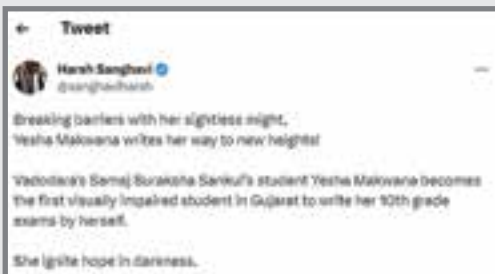 ← Tweet
Harsh Sanghavi
@sanghaviharsh
Breaking barriers with her sightless might,
Yesha Makwana writes her way to new heights!
Vadodara's Samaj Suraksha Sankul's student Yesha Makwana becomes
the first visually impaired student in Gujarat to write her 10th grade
exams by herself.
She ignite hope in darkness.